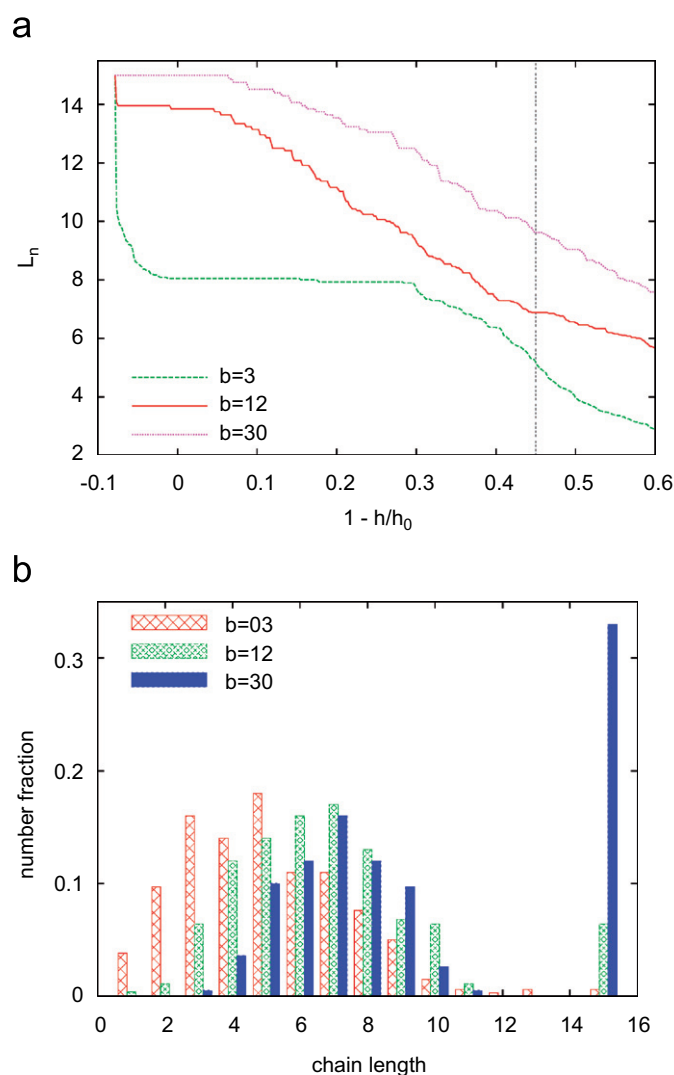 a
14
12
10
8
6
4
2
L_n
b=3
b=12
b=30
-0.1 0 0.1 0.2 0.3 0.4 0.5 0.6
1 - h/h_0
b
0.3
0.2
0.1
0
number fraction
b=03
b=12
b=30
0 2 4 6 8 10 12 14 16
chain length